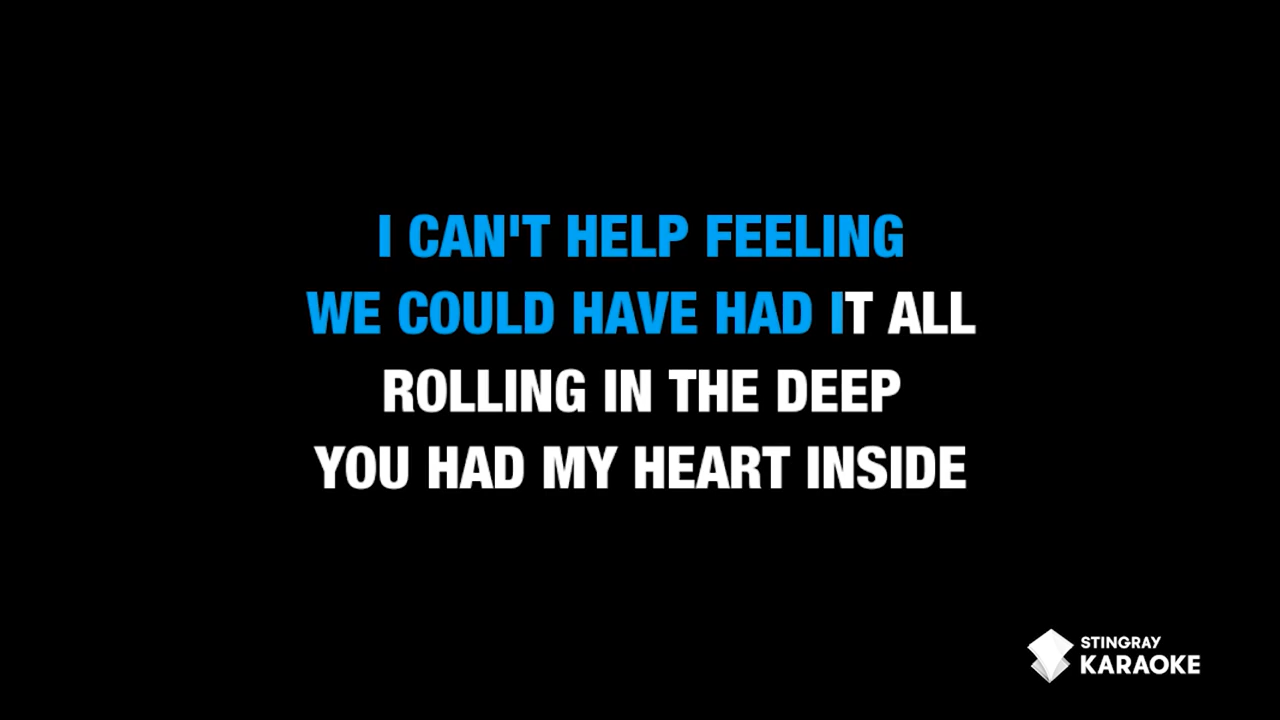 I CAN'T HELP FEELING
WE COULD HAVE HAD IT ALL
ROLLING IN THE DEEP
YOU HAD MY HEART INSIDE
STINGRAY
KARAOKE